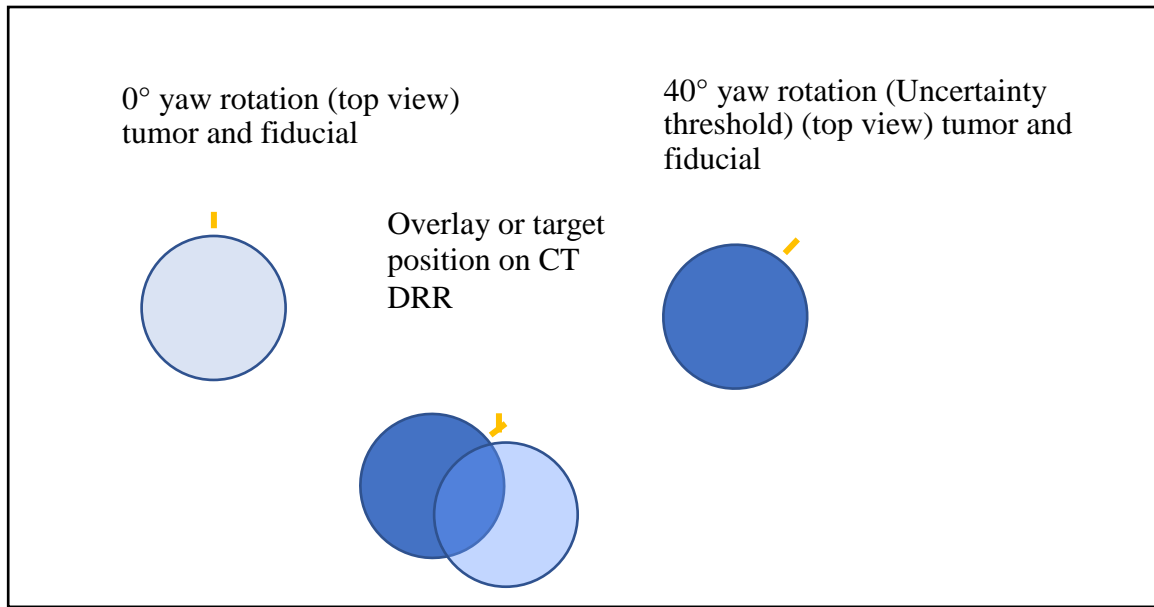 0° yaw rotation (top view)
tumor and fiducial
40° yaw rotation (Uncertainty
threshold) (top view) tumor and
fiducial
Overlay or target
position on CT
DRR